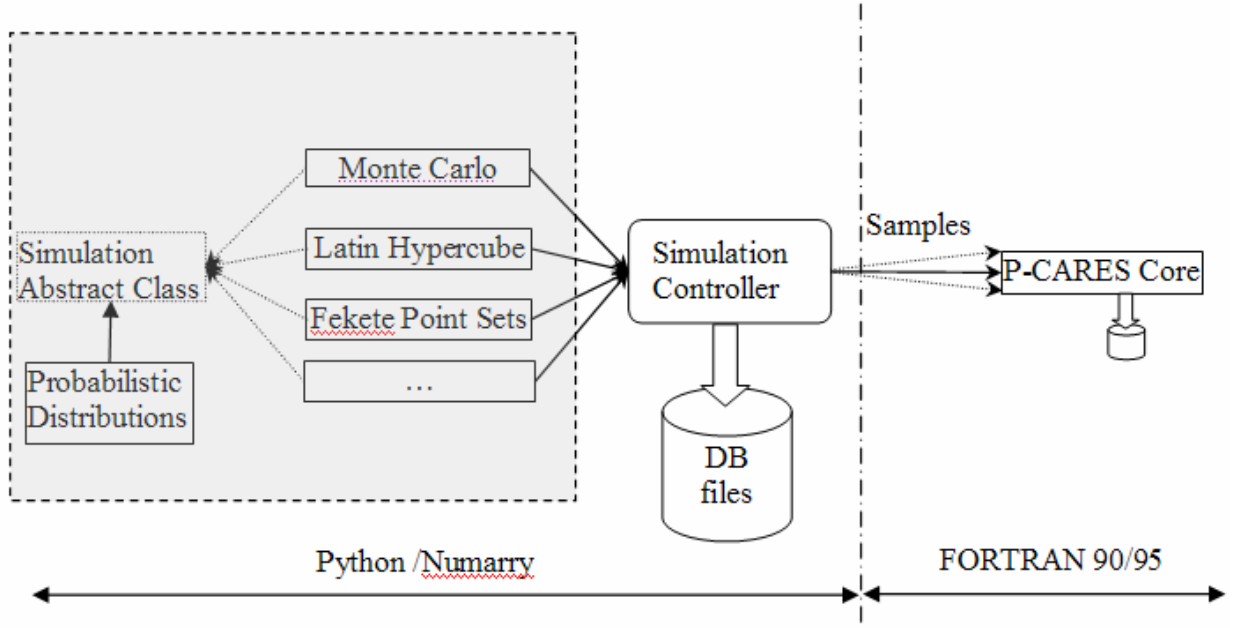 Monte Carlo
Simulation
Abstract Class
Latin Hypercube
Fekete Point Sets
…
Probabilistic
Distributions
Simulation
Controller
Samples
P-CARES Core
DB
files
Python /Numarry
FORTRAN 90/95